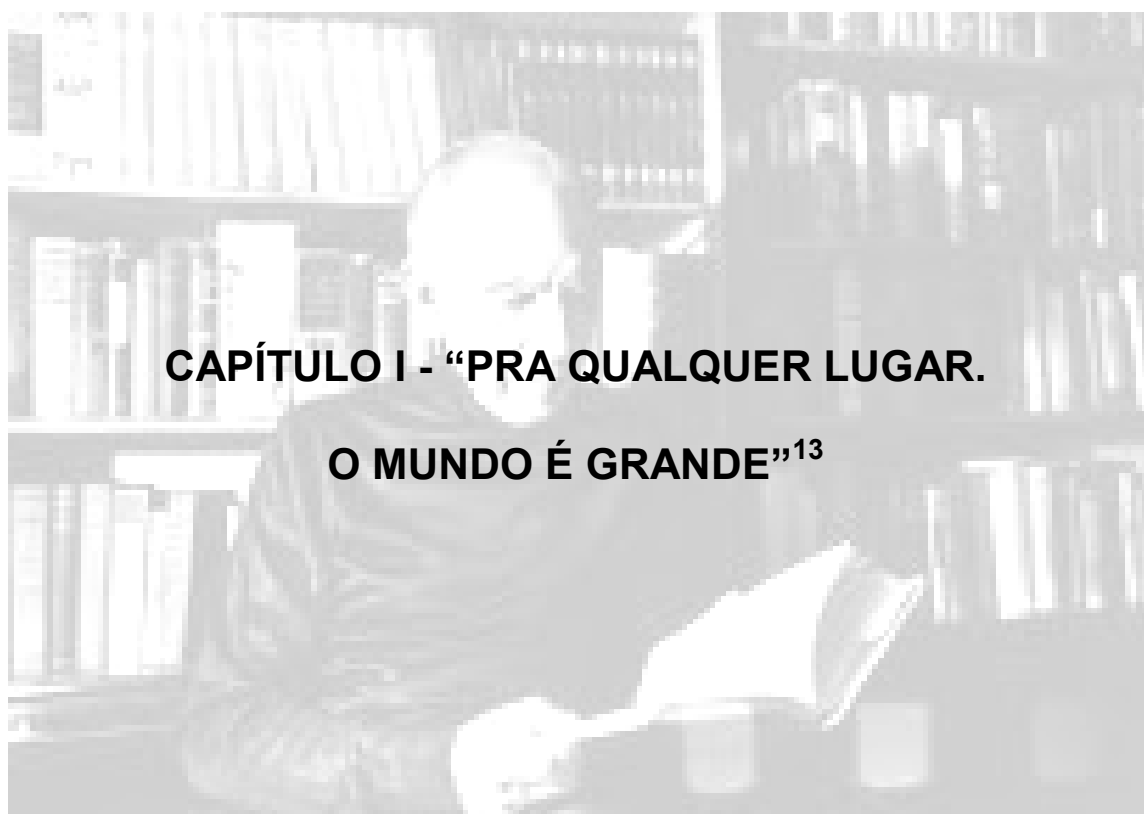 CAPÍTULO I - “PRA QUALQUER LUGAR.
O MUNDO É GRANDE”13